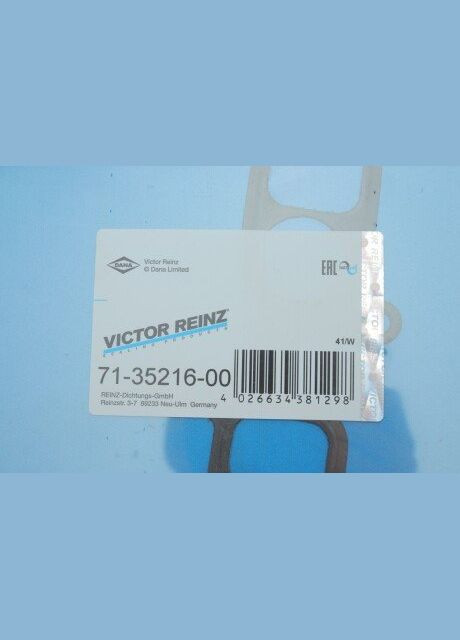 DANA
Victor Reinz
© Dana Limited
EAC
VICTOR REINZ
SEALING PRODUCTS
41/W
71-35216-00
REINZ-Dichtungs-GmbH
Reinzstr. 3-7 89233 Neu-Ulm Germany
4 026634 381298